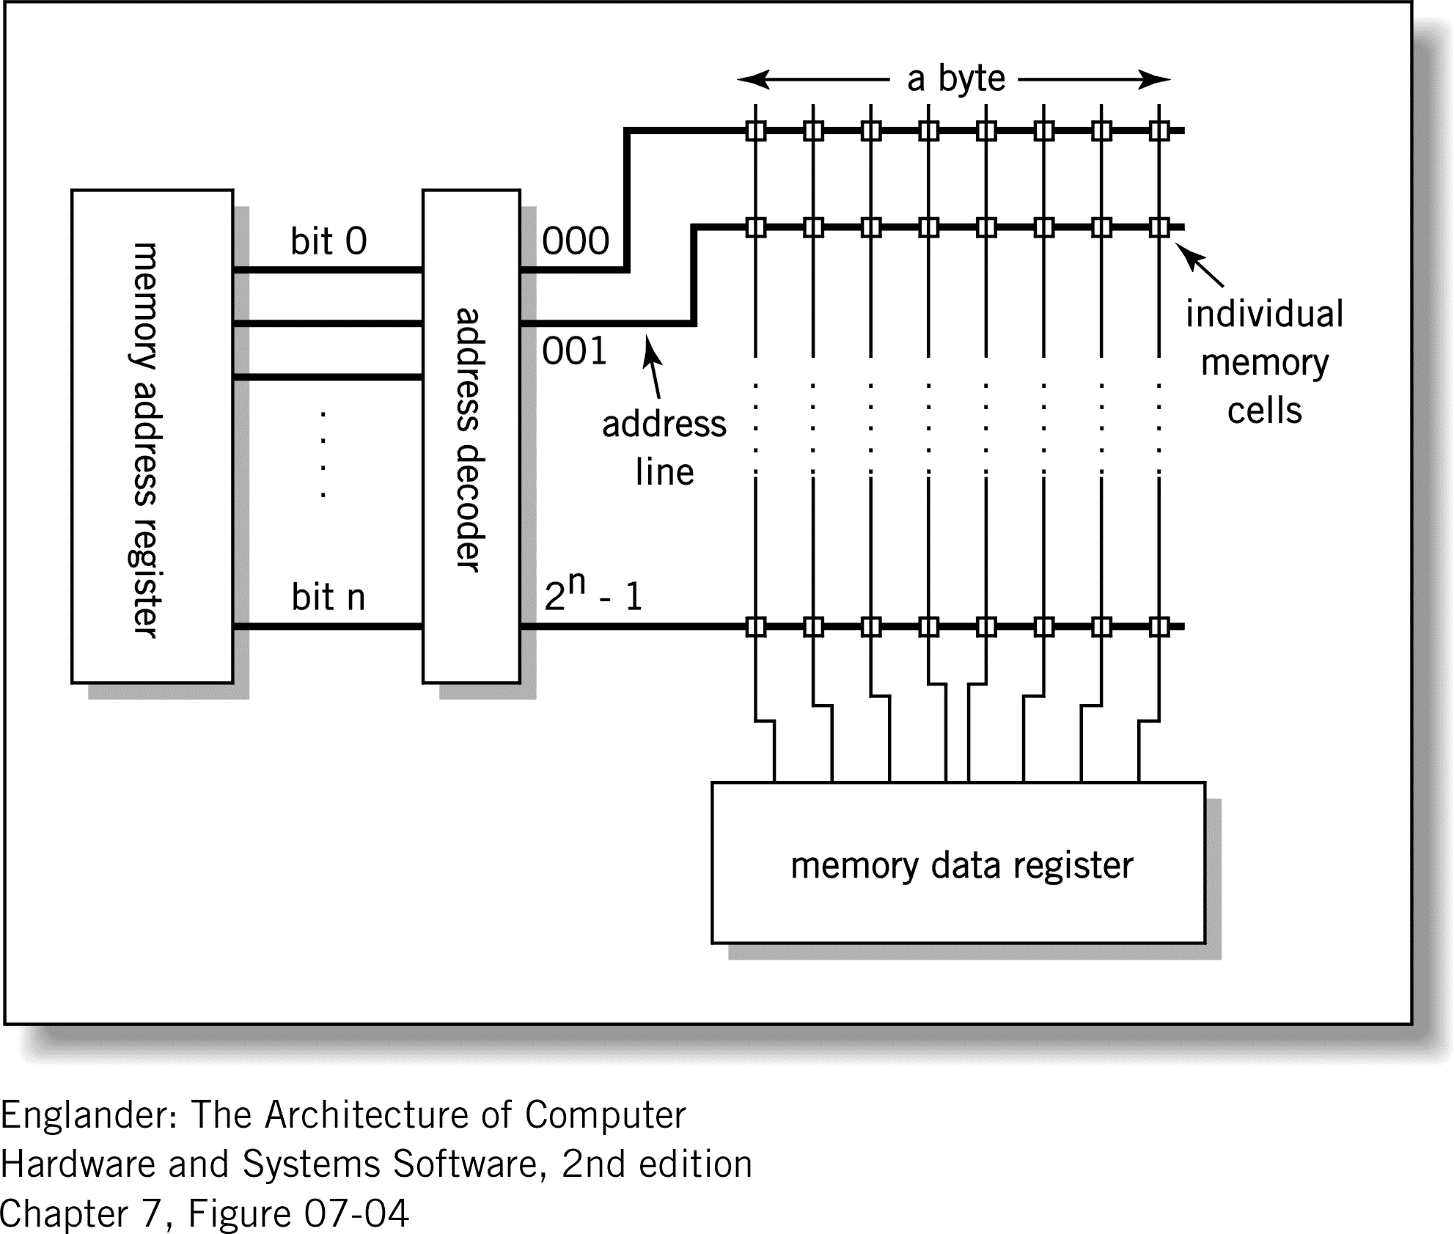 a byte
bit 0
000
memory address register
address decoder
001
address
line
individual
memory
cells
bit n
2ⁿ - 1
memory data register
Englander: The Architecture of Computer
Hardware and Systems Software, 2nd edition
Chapter 7, Figure 07-04